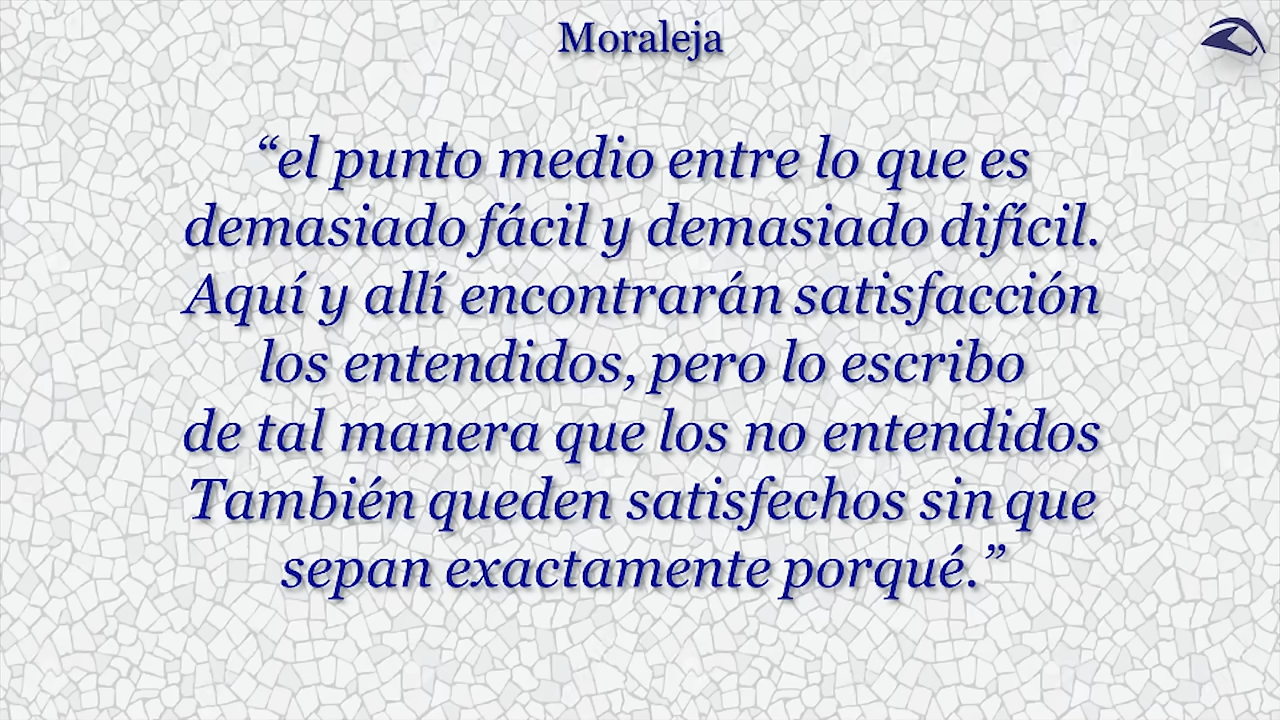 Moraleja
“el punto medio entre lo que es
demasiado fácil y demasiado difícil.
Aquí y allí encontrarán satisfacción
los entendidos, pero lo escribo
de tal manera que los no entendidos
También queden satisfechos sin que
sepan exactamente porqué.”